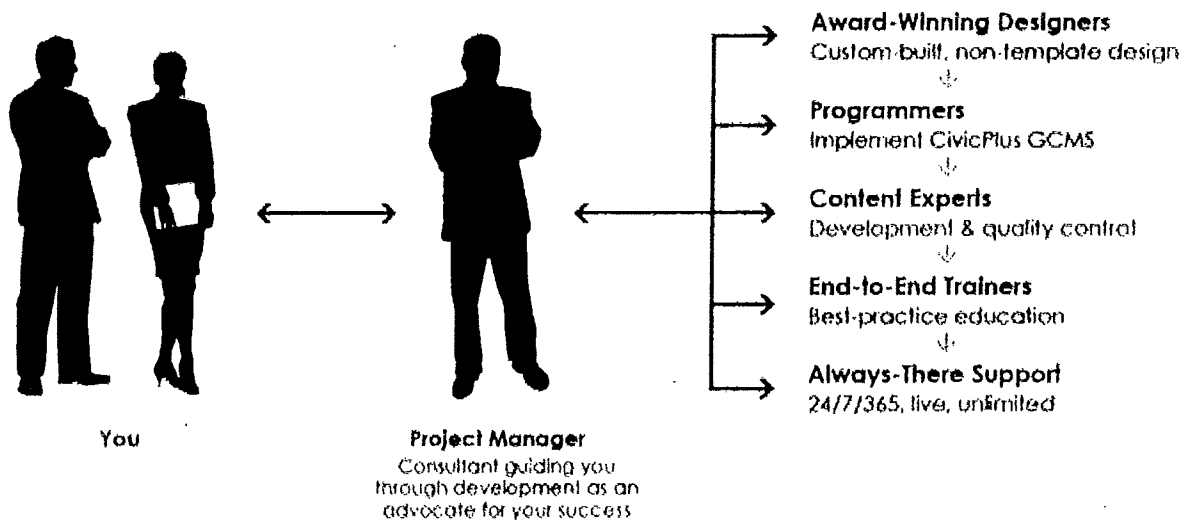 Award-Winning Designers
Custom-built, non-template design
Programmers
Implement CivicPlus GCMS
Content Experts
Development & quality control
End-to-End Trainers
Best-practice education
Always-There Support
24/7/365, live, unlimited
You
Project Manager
Consultant guiding you
through development as an
advocate for your success